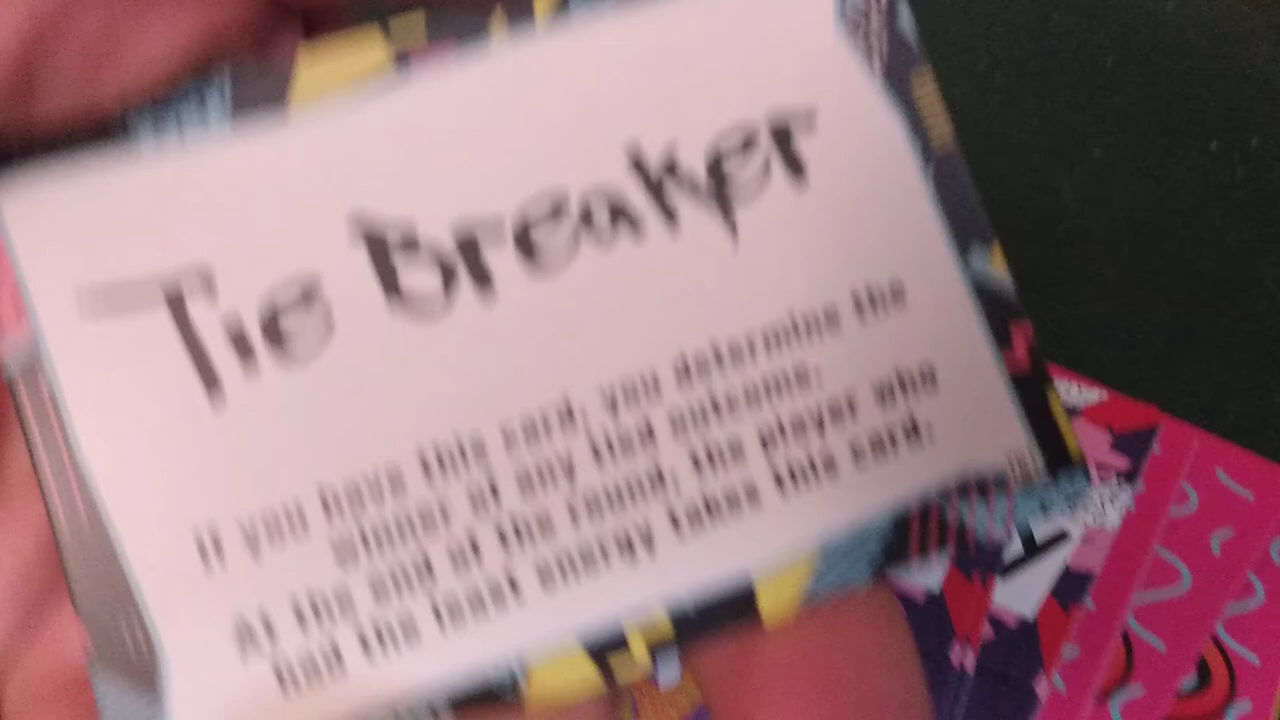 Tie Breaker
If you have this card, you determine the
winner of any tied outcome.
At the end of the round, the player who
had the least energy takes this card.